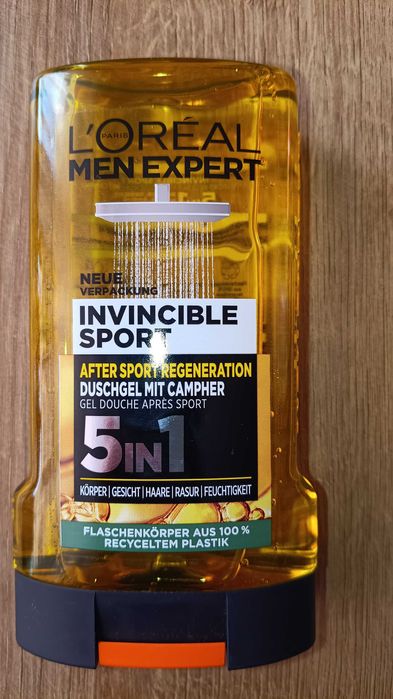 L'ORÉAL
PARIS
MEN EXPERT
NEUE
VERPACKUNG
INVINCIBLE
SPORT
AFTER SPORT REGENERATION
DUSCHGEL MIT CAMPHER
GEL DOUCHE APRÈS SPORT
5IN1
KÖRPER | GESICHT | HAARE | RASUR | FEUCHTIGKEIT
FLASCHENKÖRPER AUS 100 %
RECYCELTEM PLASTIK